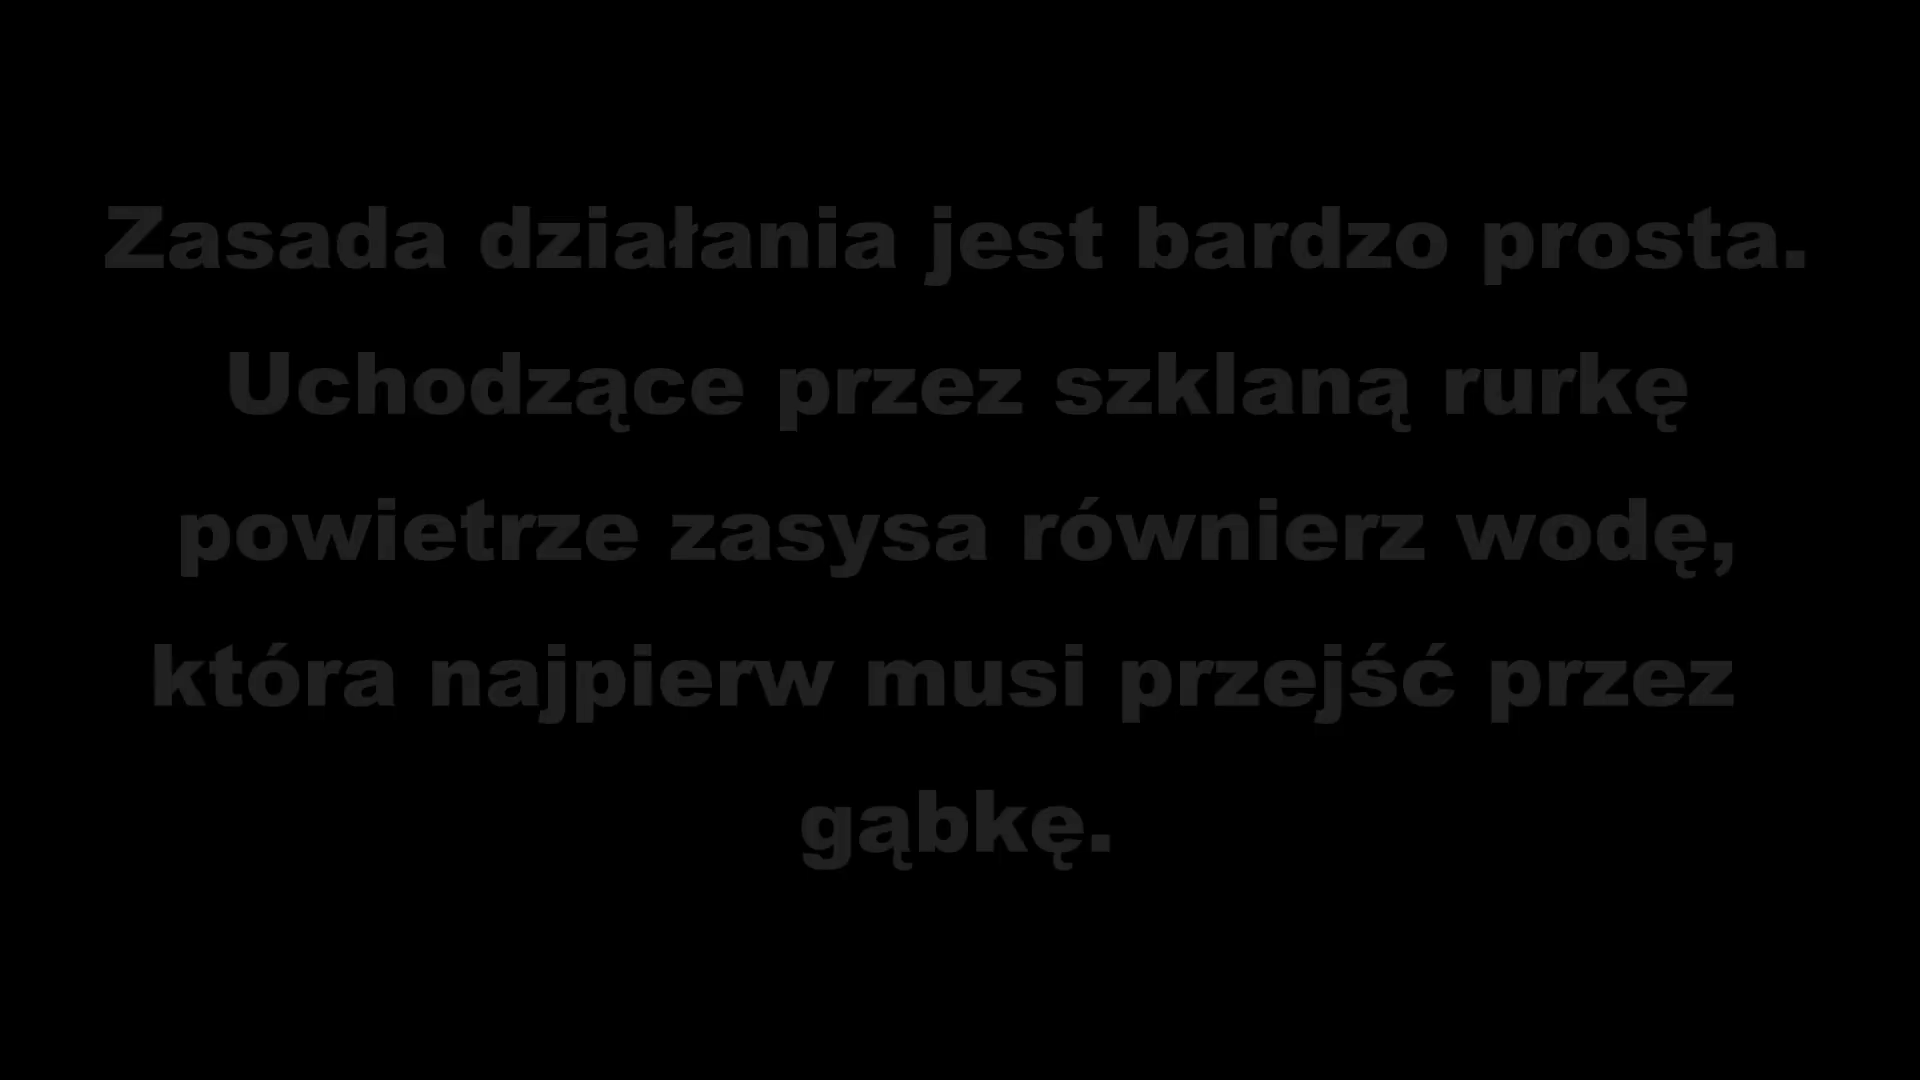 Zasada działania jest bardzo prosta.
Uchodzące przez szklaną rurkę
powietrze zasysa równierz wodę,
która najpierw musi przejść przez
gąbkę.